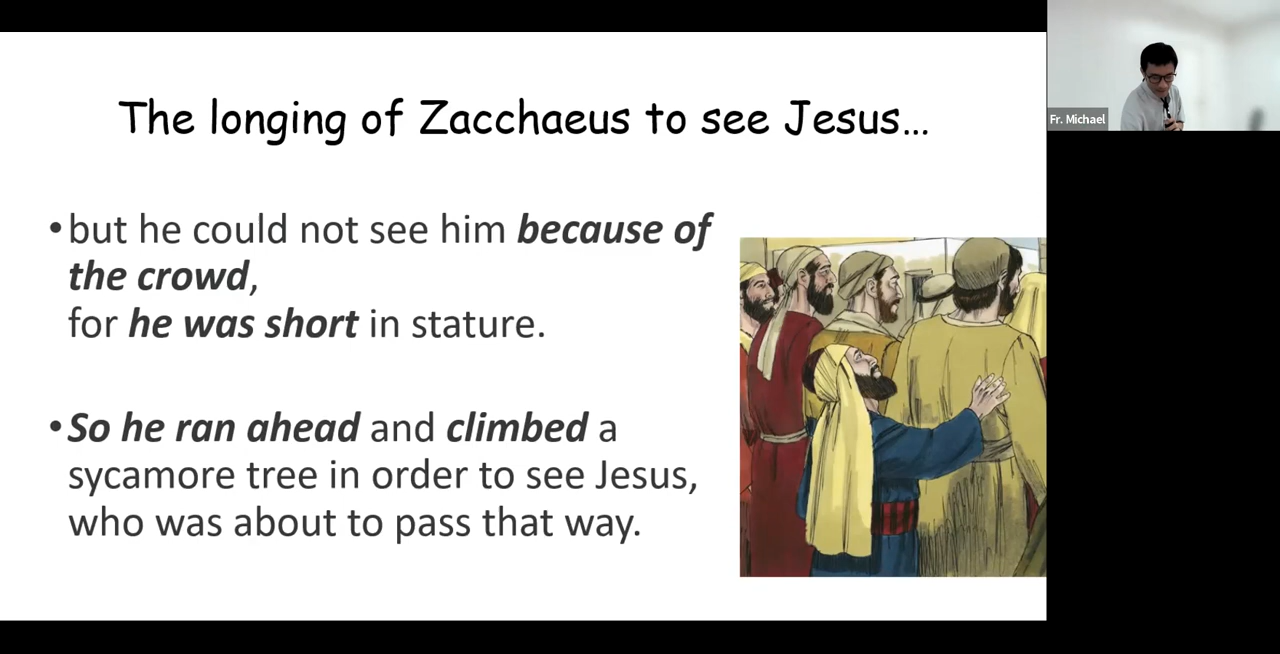 The longing of Zacchaeus to see Jesus…
•but he could not see him because of
the crowd,
for he was short in stature.
•So he ran ahead and climbed a
sycamore tree in order to see Jesus,
who was about to pass that way.
Fr. Michael